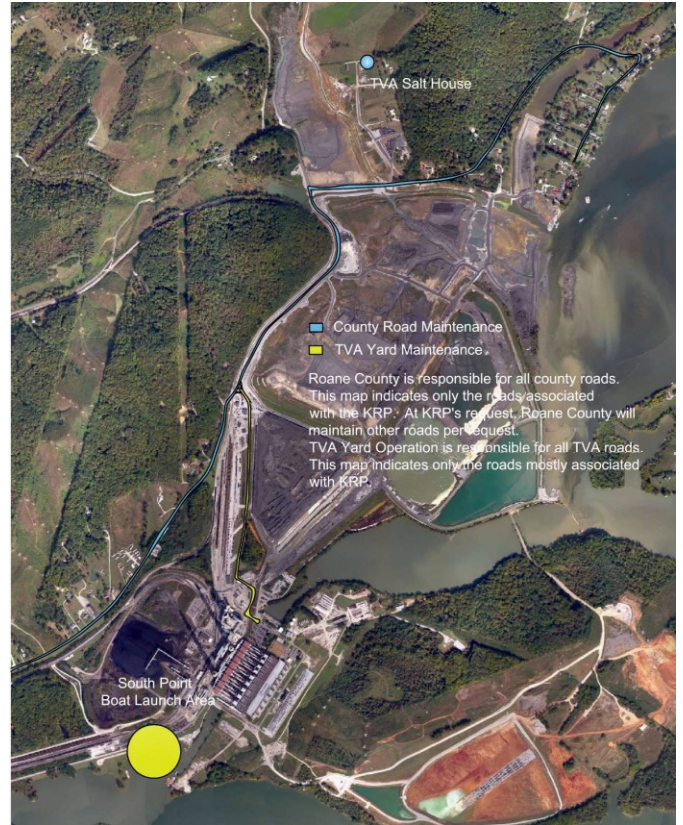 TVA Salt House
County Road Maintenance
TVA Yard Maintenance
Roane County is responsible for all county roads.
This map indicates only the roads associated
with the KRP. At KRP's request, Roane County will
maintain other roads per request.
TVA Yard Operation is responsible for all TVA roads.
This map indicates only the roads mostly associated
with KRP.
South Point
Boat Launch Area